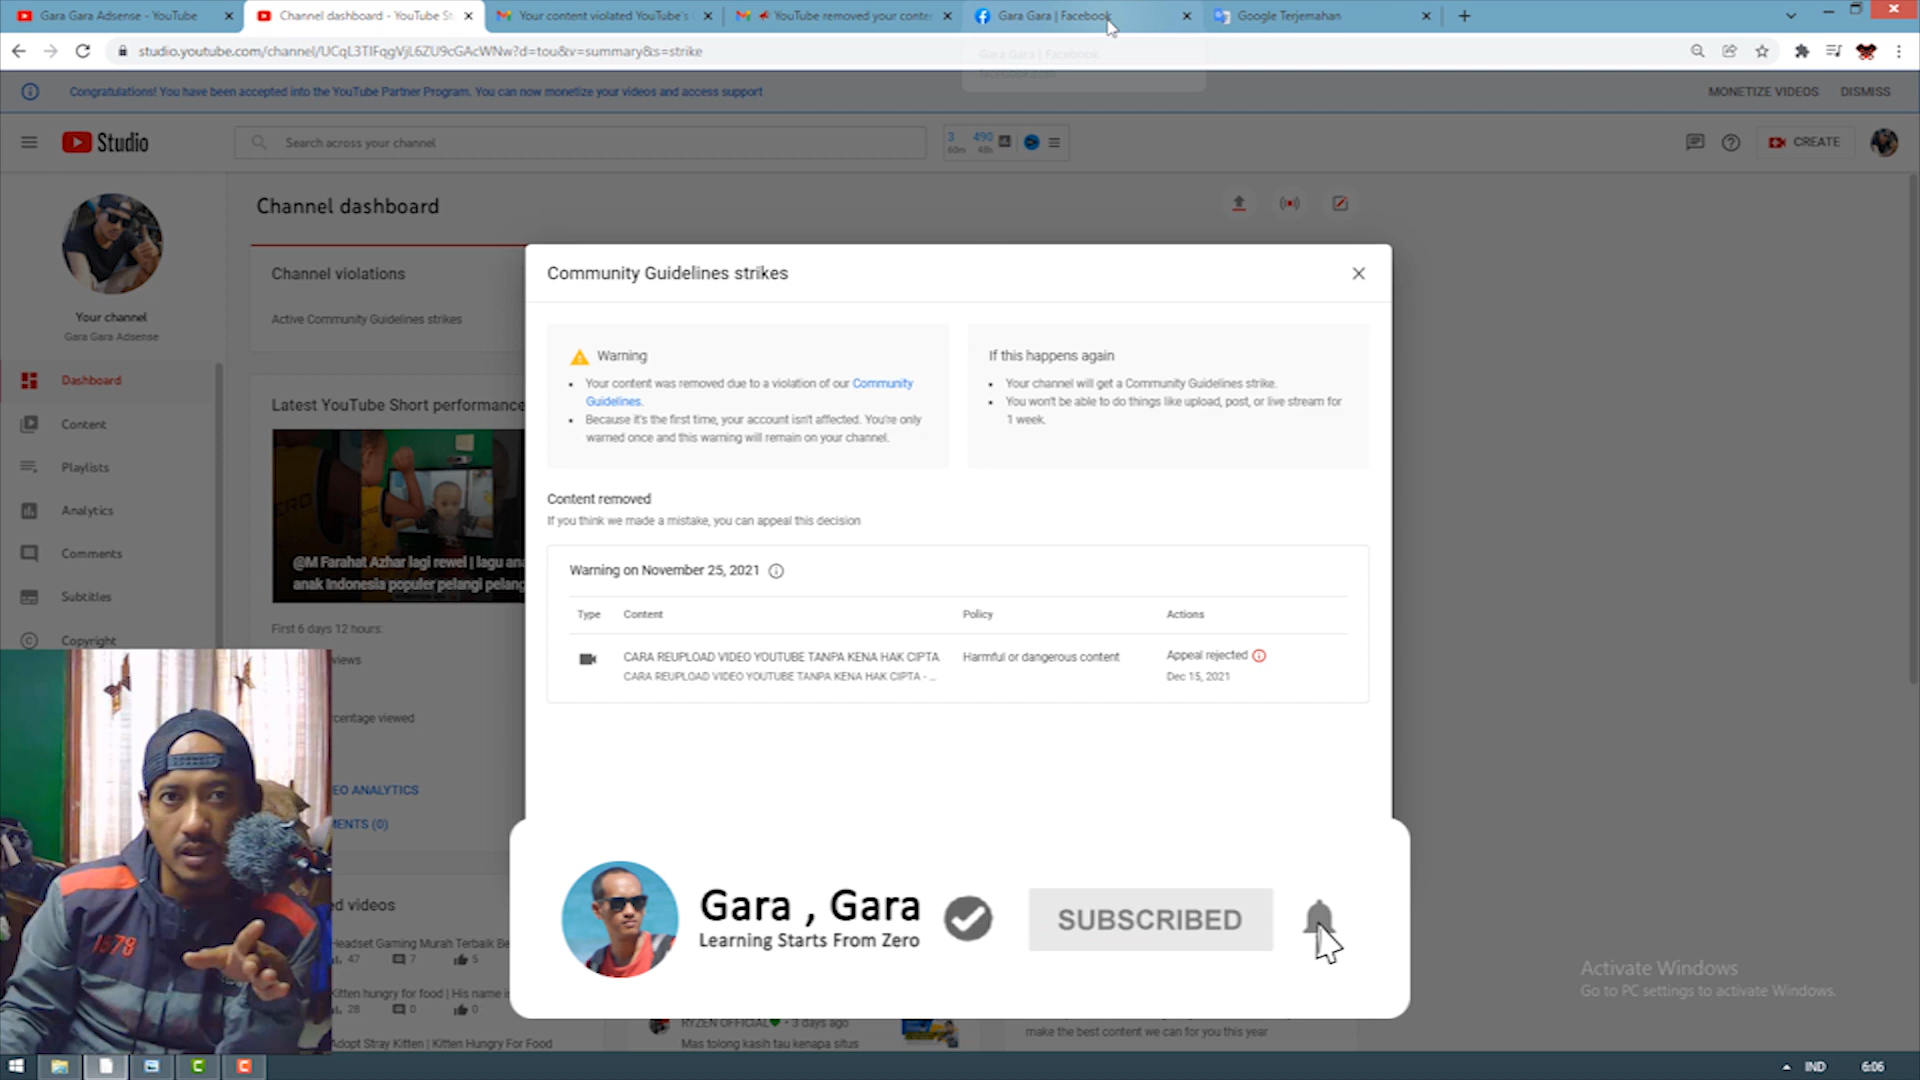 Gara Gara Adsense - YouTube
Channel dashboard - YouTube St
Your content violated YouTube's
YouTube removed your conte
Gara Gara | Facebook
Google Terjemahan
studio.youtube.com/channel/UCqL3TIFqgVjL6ZU9cGAcWNw?d=tou&v=summary&s=strike
Gara Gara | Facebook
facebook.com
Congratulations! You have been accepted into the YouTube Partner Program. You can now monetize your videos and access support
MONETIZE VIDEOS
DISMISS
Studio
Search across your channel
3 490
60m 48h
CREATE
Channel dashboard
Your channel
Gara Gara Adsense
Dashboard
Content
Playlists
Analytics
Comments
Subtitles
Copyright
Channel violations
Active Community Guidelines strikes
Latest YouTube Short performance
@M Farahat Azhar lagi rewel | lagu ana
anak Indonesia populer pelangi pelang
First 6 days 12 hours:
views
centage viewed
EO ANALYTICS
MENTS (0)
d videos
Headset Gaming Murah Terbaik Be
47 7 5
Kitten hungry for food | His name i
28 0 0
Adopt Stray Kitten | Kitten Hungry For Food
Community Guidelines strikes
Warning
Your content was removed due to a violation of our Community
Guidelines.
Because it's the first time, your account isn't affected. You're only
warned once and this warning will remain on your channel.
If this happens again
Your channel will get a Community Guidelines strike.
You won't be able to do things like upload, post, or live stream for
1 week.
Content removed
If you think we made a mistake, you can appeal this decision
Warning on November 25, 2021
Type Content Policy Actions
CARA REUPLOAD VIDEO YOUTUBE TANPA KENA HAK CIPTA
CARA REUPLOAD VIDEO YOUTUBE TANPA KENA HAK CIPTA - ...
Harmful or dangerous content
Appeal rejected
Dec 15, 2021
Gara , Gara
Learning Starts From Zero
SUBSCRIBED
RYZEN OFFICIAL • 3 days ago
Mas tolong kasih tau kenapa situs
make the best content we can for you this year
Activate Windows
Go to PC settings to activate Windows.
IND
6:06